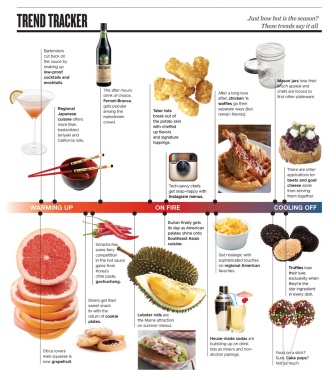 TREND TRACKER
Just how hot is the season?
These trends say it all
Bartenders
cut back on
the sauce by
shaking up
low-proof
cocktails and
mocktails.
The after-hours
drink of choice,
Fernet-Branca,
gets popular
among the
mainstream
crowd.
Regional
Japanese
cuisine offers
more than
bastardized
teriyaki and
California rolls.
Tater tots
break out of
the potato skin
with cheffed
up flavors
and signature
toppings.
Tech-savvy chefs
get snap-happy with
Instagram menus.
After a long love
affair, chicken 'n
waffles go their
separate ways (but
remain friends).
Mason jars lose their
kitsch appeal and
chefs are forced to
find other glassware.
There are other
applications for
beets and goat
cheese aside
from serving
them together.
WARMING UP
ON FIRE
COOLING OFF
Sriracha has
some fiery
competition
in the hot sauce
game from
Korea's
chile paste,
gochuchang.
Diners get their
sweet snack
fix with the
return of cookie
plates.
Citrus-lovers'
main squeeze is
the grapefruit.
Durian finally gets
its day as American
palates shine onto
Southeast Asian
cuisine.
Lobster rolls are
the Maine attraction
on summer menus.
Get nostalgic with
sophisticated touches
on regional American
favorites.
House-made sodas are
bubbling up on drink
lists as mixers and non-
alcoholic pairings.
Truffles lose
their luxe
exclusivity
when they're
the star
ingredient
in every dish.
Food on a stick?
Sure. Cake pops?
Not so much.